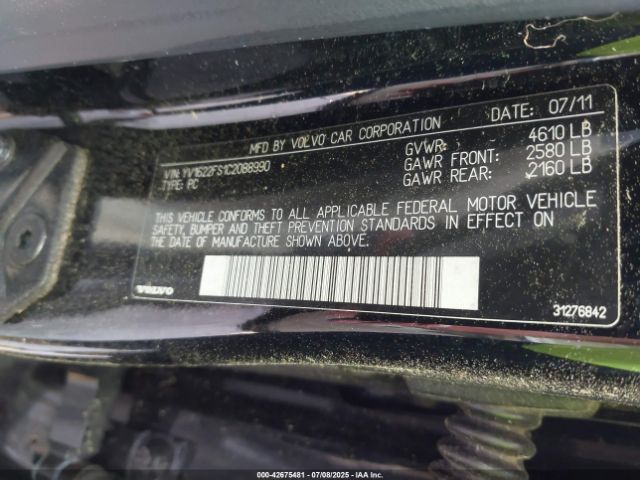 MFD BY VOLVO CAR CORPORATION
DATE: 07/11
VIN: YV1622FS1C2088990
TYPE: PC
GVWR: 4610 LB
GAWR FRONT: 2580 LB
GAWR REAR: 2160 LB
THIS VEHICLE CONFORMS TO ALL APPLICABLE FEDERAL MOTOR VEHICLE
SAFETY, BUMPER AND THEFT PREVENTION STANDARDS IN EFFECT ON
THE DATE OF MANUFACTURE SHOWN ABOVE.
VOLVO
31276842
000-42675481 - 07/08/2025 - IAA Inc.